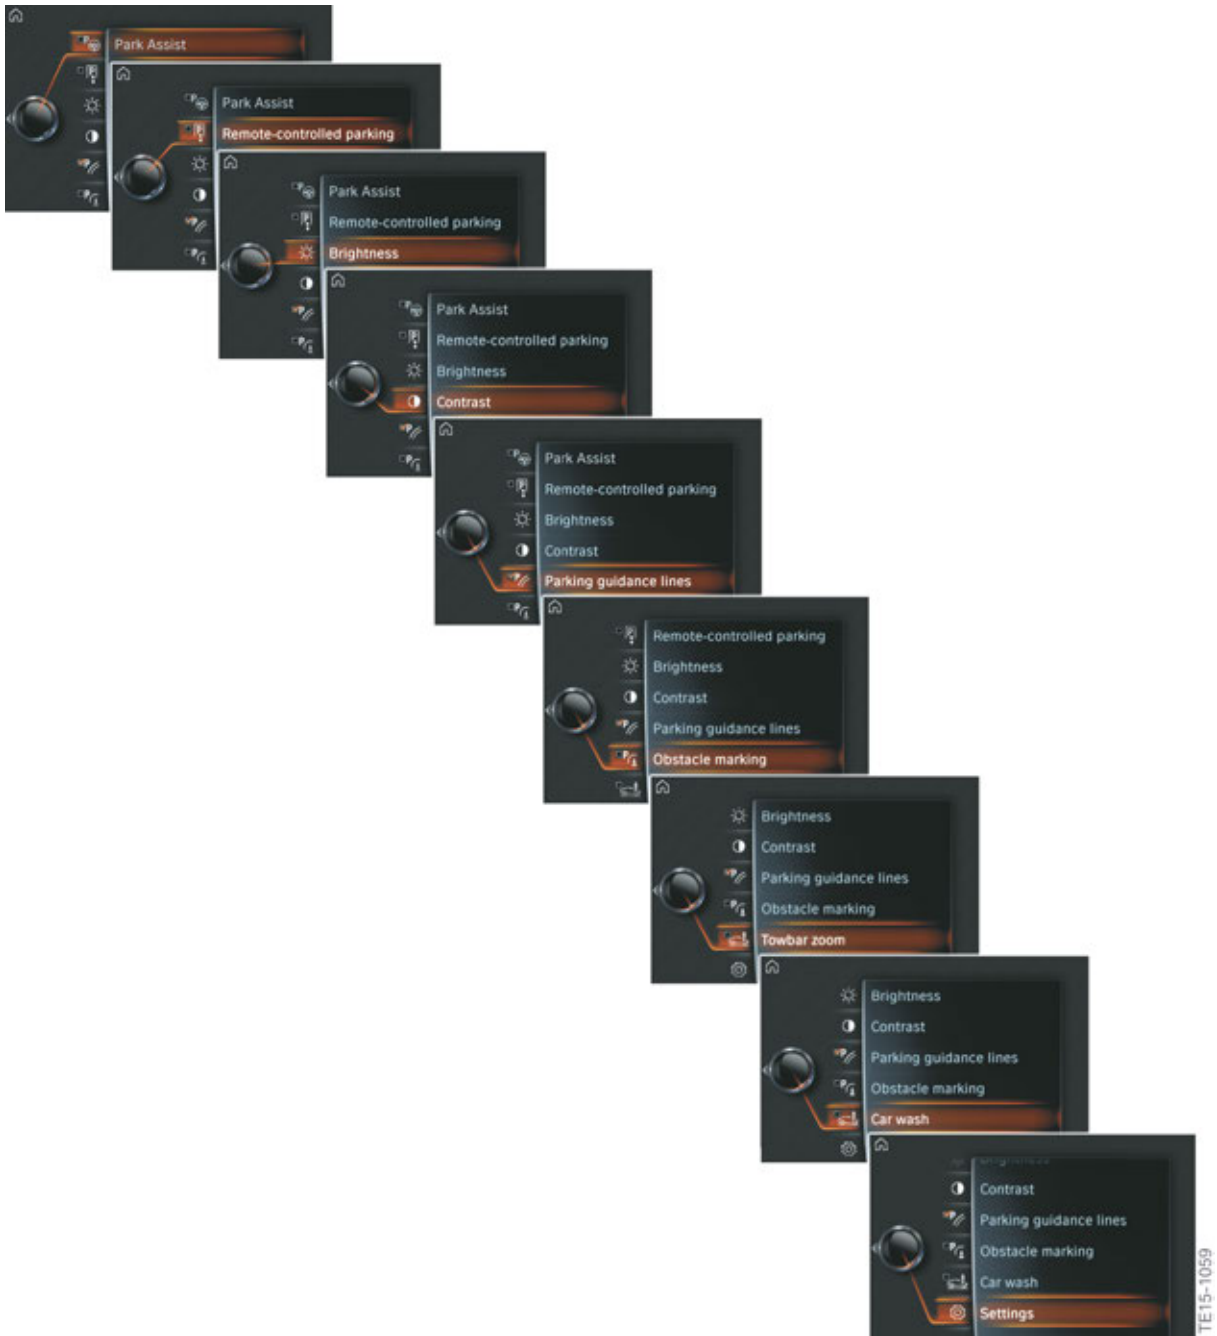 Park Assist
Park Assist
Remote-controlled parking
Park Assist
Remote-controlled parking
Brightness
Park Assist
Remote-controlled parking
Brightness
Contrast
Park Assist
Remote-controlled parking
Brightness
Contrast
Parking guidance lines
Remote-controlled parking
Brightness
Contrast
Parking guidance lines
Obstacle marking
Brightness
Contrast
Parking guidance lines
Obstacle marking
Towbar zoom
Brightness
Contrast
Parking guidance lines
Obstacle marking
Car wash
Brightness
Contrast
Parking guidance lines
Obstacle marking
Car wash
Settings
TE15-1059